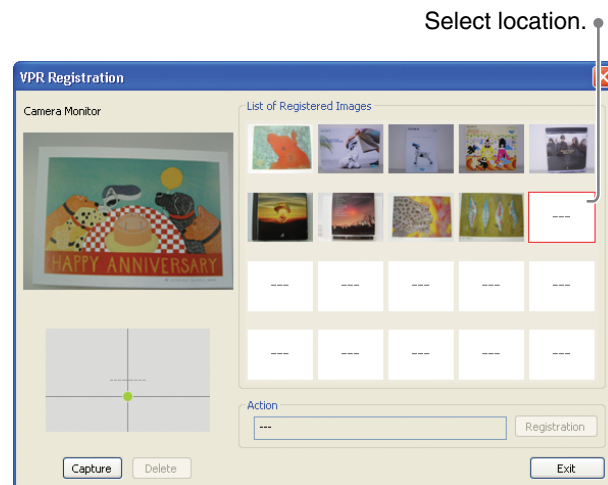 Select location.
VPR Registration
Camera Monitor
List of Registered Images
HAPPY ANNIVERSARY
---
--- --- --- --- ---
--- --- --- --- ---
----------
Action
---
Registration
Capture
Delete
Exit